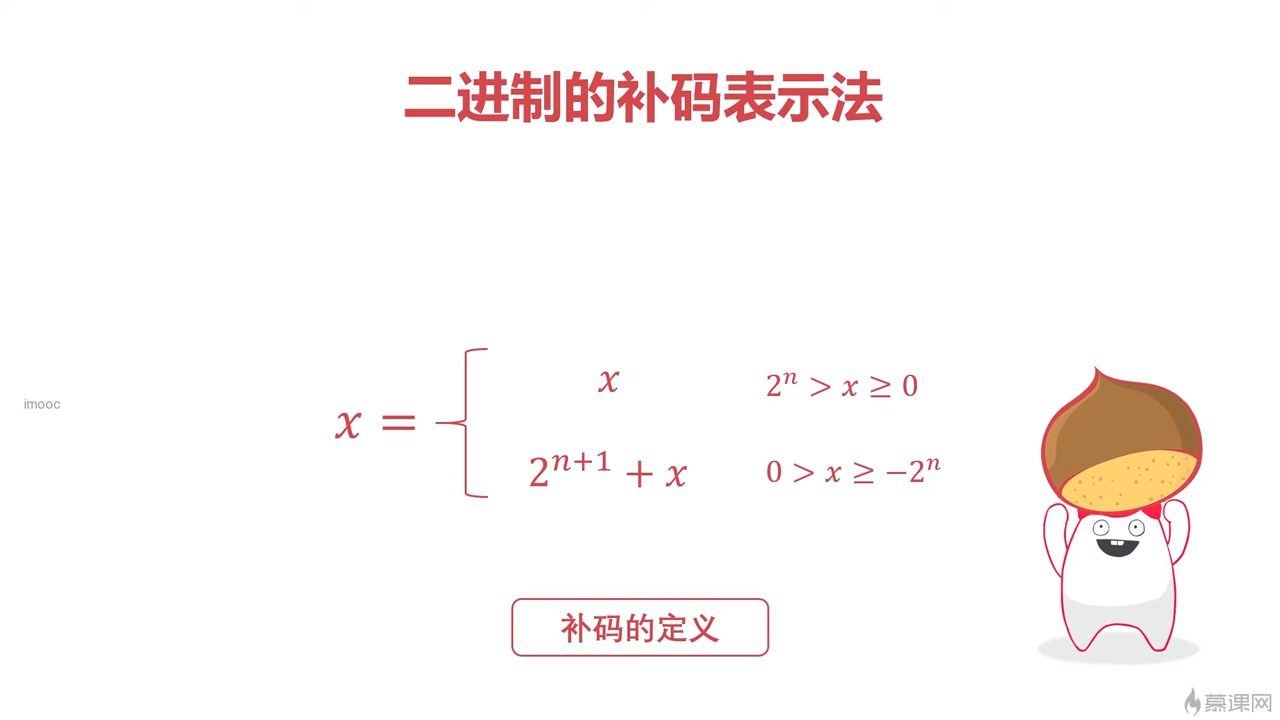 二进制的补码表示法
x 2ⁿ > x ≥ 0
imooc
x =
2ⁿ⁺¹ + x 0 > x ≥ −2ⁿ
补码的定义
慕课网